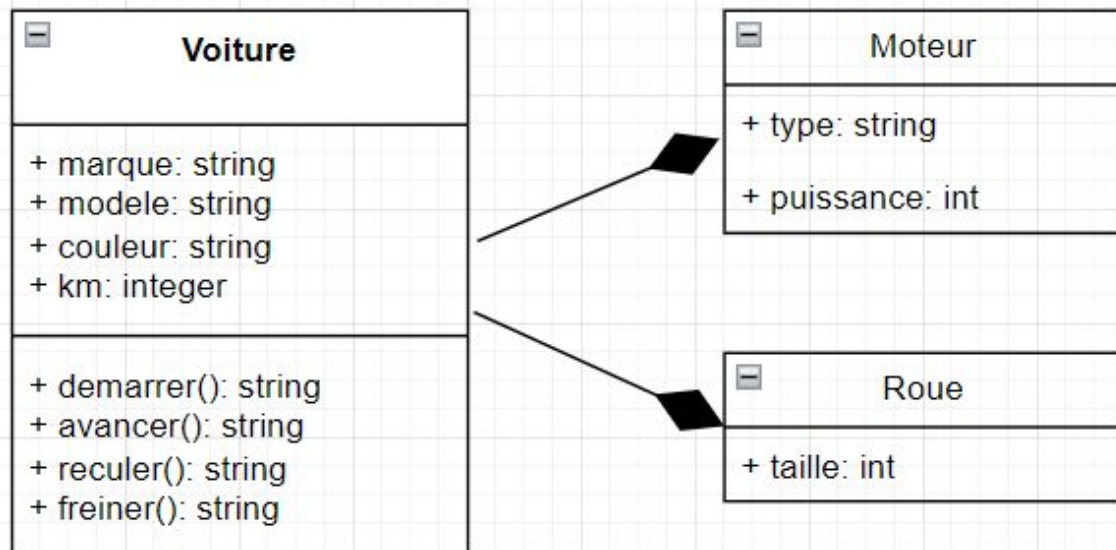 Voiture
+ marque: string
+ modele: string
+ couleur: string
+ km: integer
+ demarrer(): string
+ avancer(): string
+ reculer(): string
+ freiner(): string
Moteur
+ type: string
+ puissance: int
Roue
+ taille: int